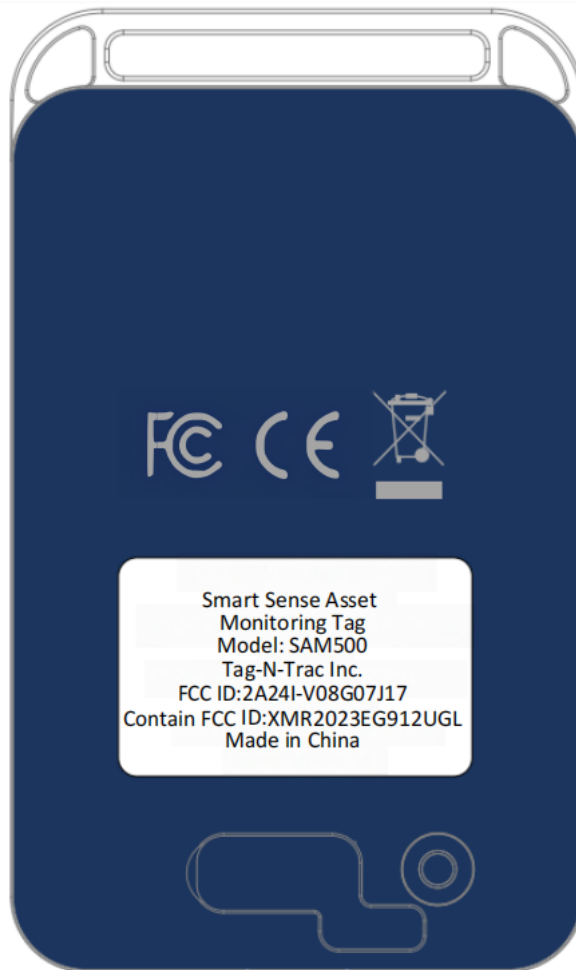 FC CE
Smart Sense Asset
Monitoring Tag
Model: SAM500
Tag-N-Trac Inc.
FCC ID:2A24I-V08G07J17
Contain FCC ID:XMR2023EG912UGL
Made in China